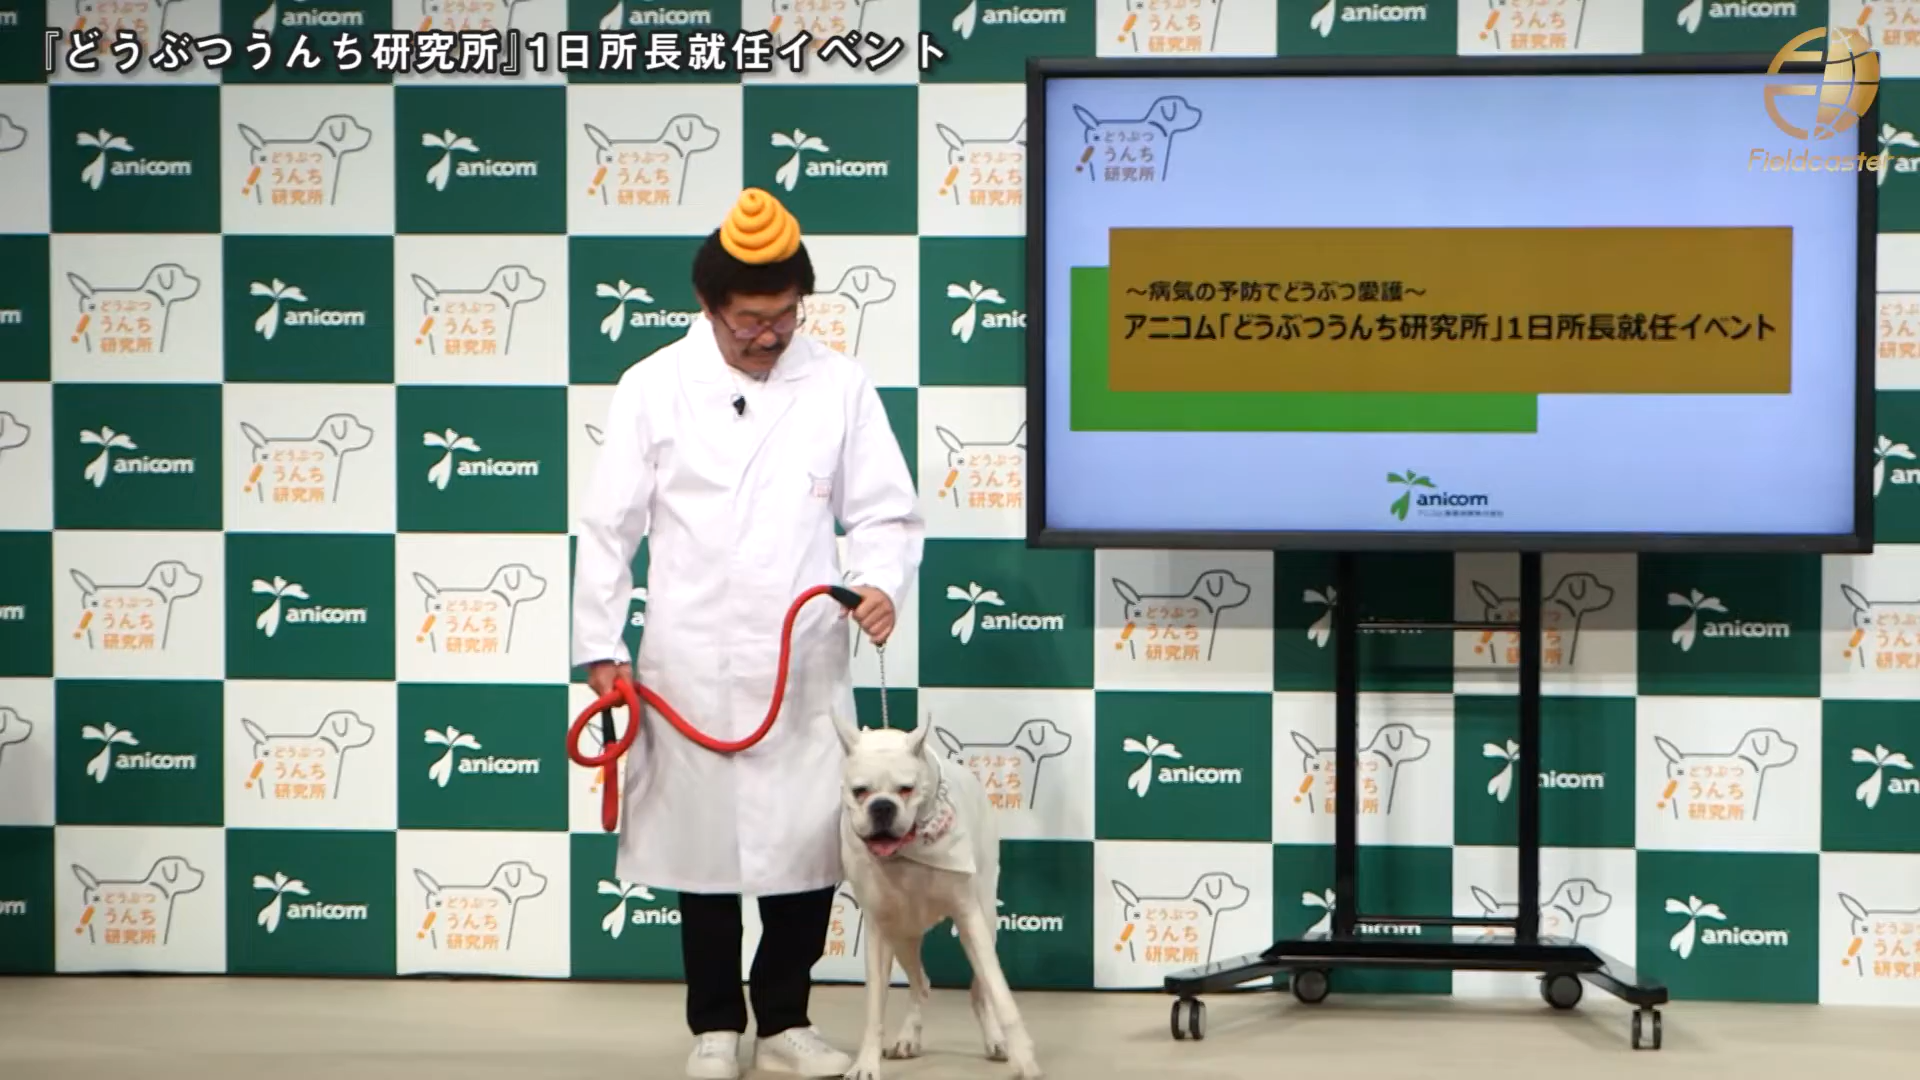 『どうぶつうんち研究所』1日所長就任イベント
Fieldcaster
どうぶつ
うんち
研究所
～病気の予防でどうぶつ愛護～
アニコム「どうぶつうんち研究所」1日所長就任イベント
anicom
anicom
どうぶつ
うんち
研究所